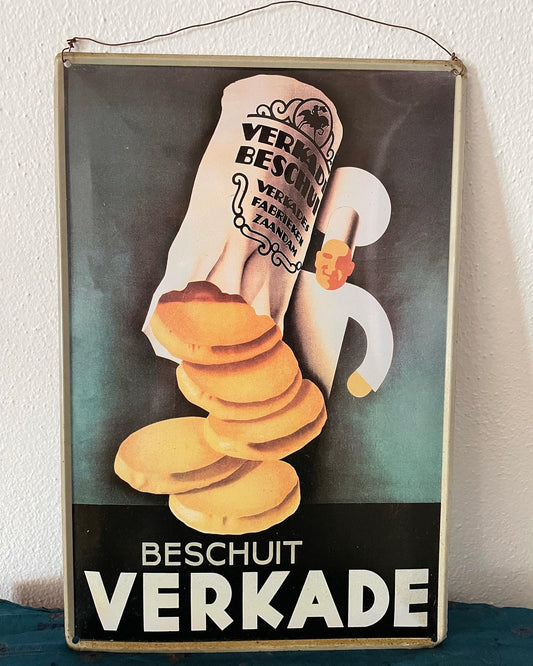 VERKADE
BESCHUIT
VERKADE'S
FABRIEKEN
ZAANDAM
BESCHUIT
VERKADE